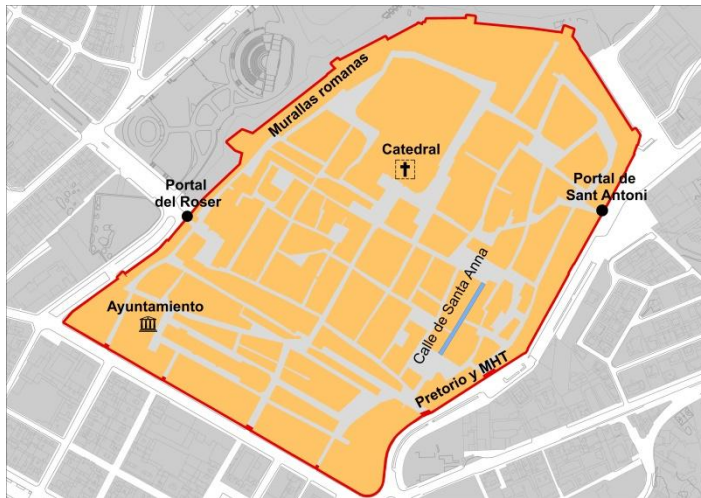 Murallas romanas
Catedral
Portal
del Roser
Portal de
Sant Antoni
Calle de Santa Anna
Ayuntamiento
Pretorio y MHT